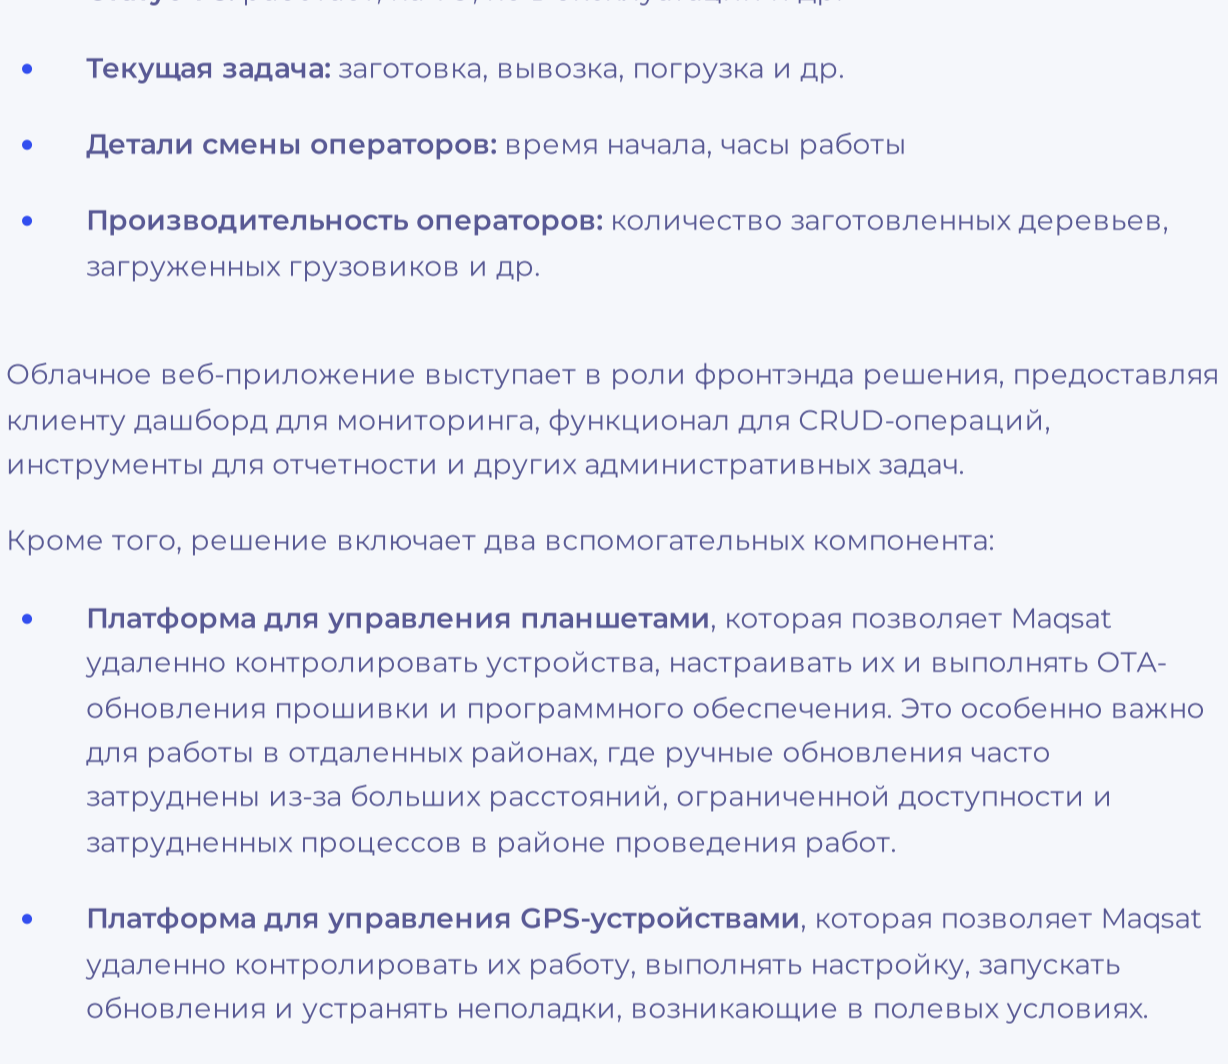 Текущая задача: заготовка, вывозка, погрузка и др.
Детали смены операторов: время начала, часы работы
Производительность операторов: количество заготовленных деревьев,
загруженных грузовиков и др.
Облачное веб-приложение выступает в роли фронтэнда решения, предоставляя
клиенту дашборд для мониторинга, функционал для CRUD-операций,
инструменты для отчетности и других административных задач.
Кроме того, решение включает два вспомогательных компонента:
Платформа для управления планшетами, которая позволяет Maqsat
удаленно контролировать устройства, настраивать их и выполнять OTA-
обновления прошивки и программного обеспечения. Это особенно важно
для работы в отдаленных районах, где ручные обновления часто
затруднены из-за больших расстояний, ограниченной доступности и
затрудненных процессов в районе проведения работ.
Платформа для управления GPS-устройствами, которая позволяет Maqsat
удаленно контролировать их работу, выполнять настройку, запускать
обновления и устранять неполадки, возникающие в полевых условиях.